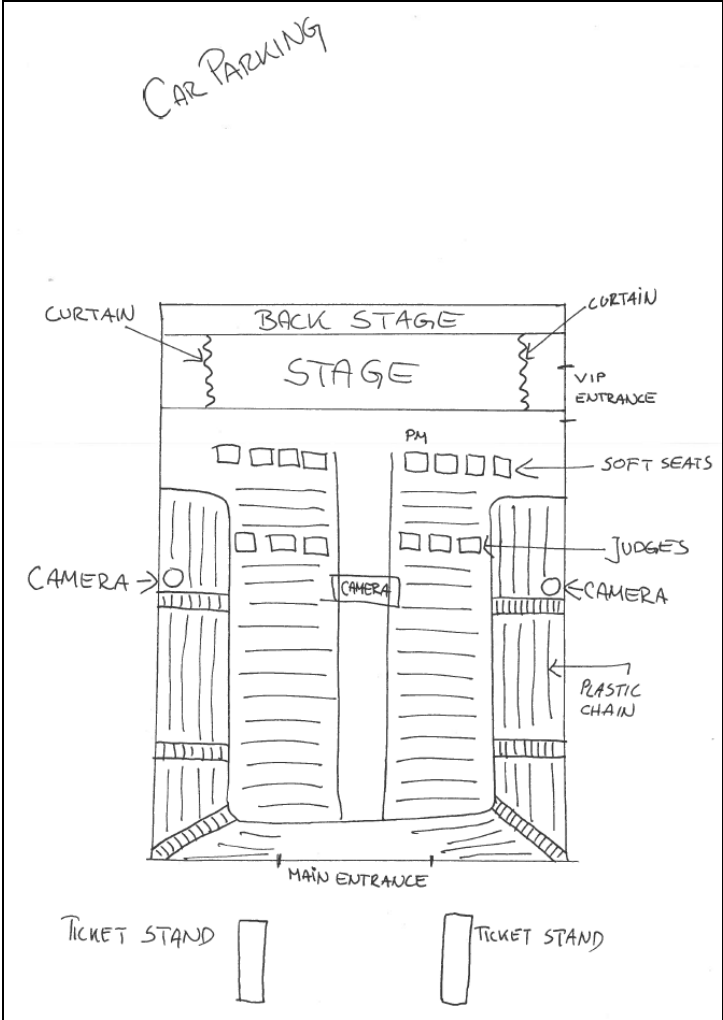 CAR PARKING
CURTAIN
CURTAIN
BACK STAGE
STAGE
VIP
ENTRANCE
PM
SOFT SEATS
JUDGES
CAMERA
CAMERA
CAMERA
PLASTIC
CHAIN
MAIN ENTRANCE
TICKET STAND
TICKET STAND